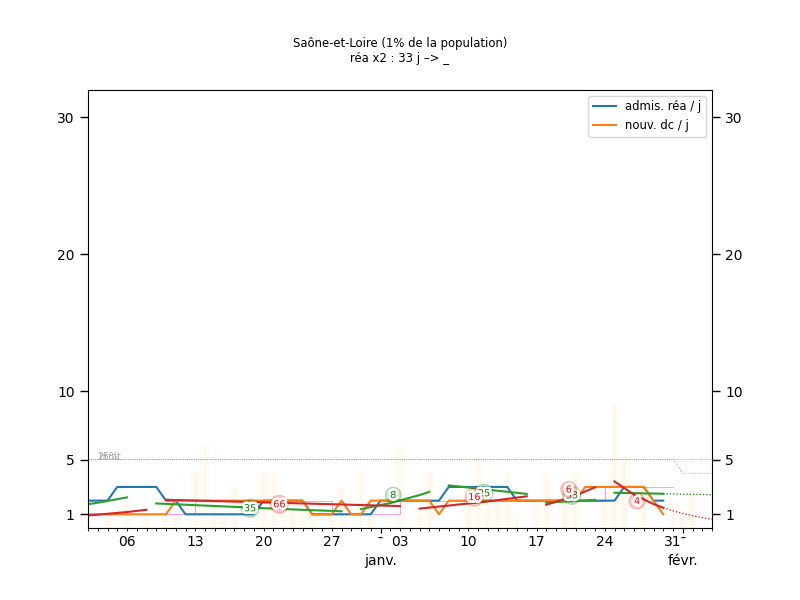 Saône-et-Loire (1% de la population)
réa x2 : 33 j –> _
admis. réa / j
nouv. dc / j
30 30
20 20
10 10
5 5
1 1
35 66 8 16 6 4
06 13 20 27 - 03 10 17 24 31-
janv. févr.